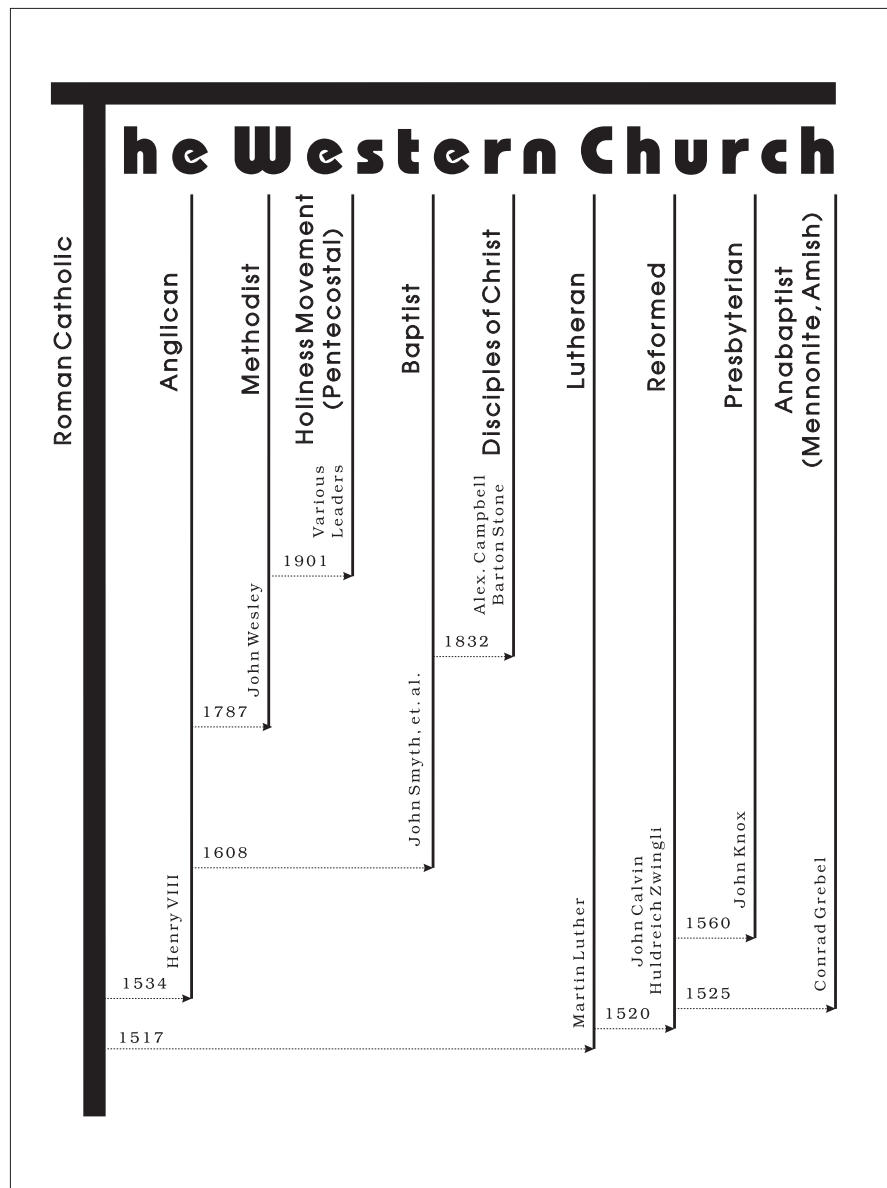 The Western Church
Roman Catholic
Anglican
Methodist
Holiness Movement
(Pentecostal)
Baptist
Disciples of Christ
Lutheran
Reformed
Presbyterian
Anabaptist
(Mennonite, Amish)
Various
Leaders
1901
Alex. Campbell
Barton Stone
1832
John Wesley
1787
John Smyth, et. al.
1608
Henry VIII
1534
Martin Luther
1517
John Calvin
Huldreich Zwingli
1520
John Knox
1560
Conrad Grebel
1525